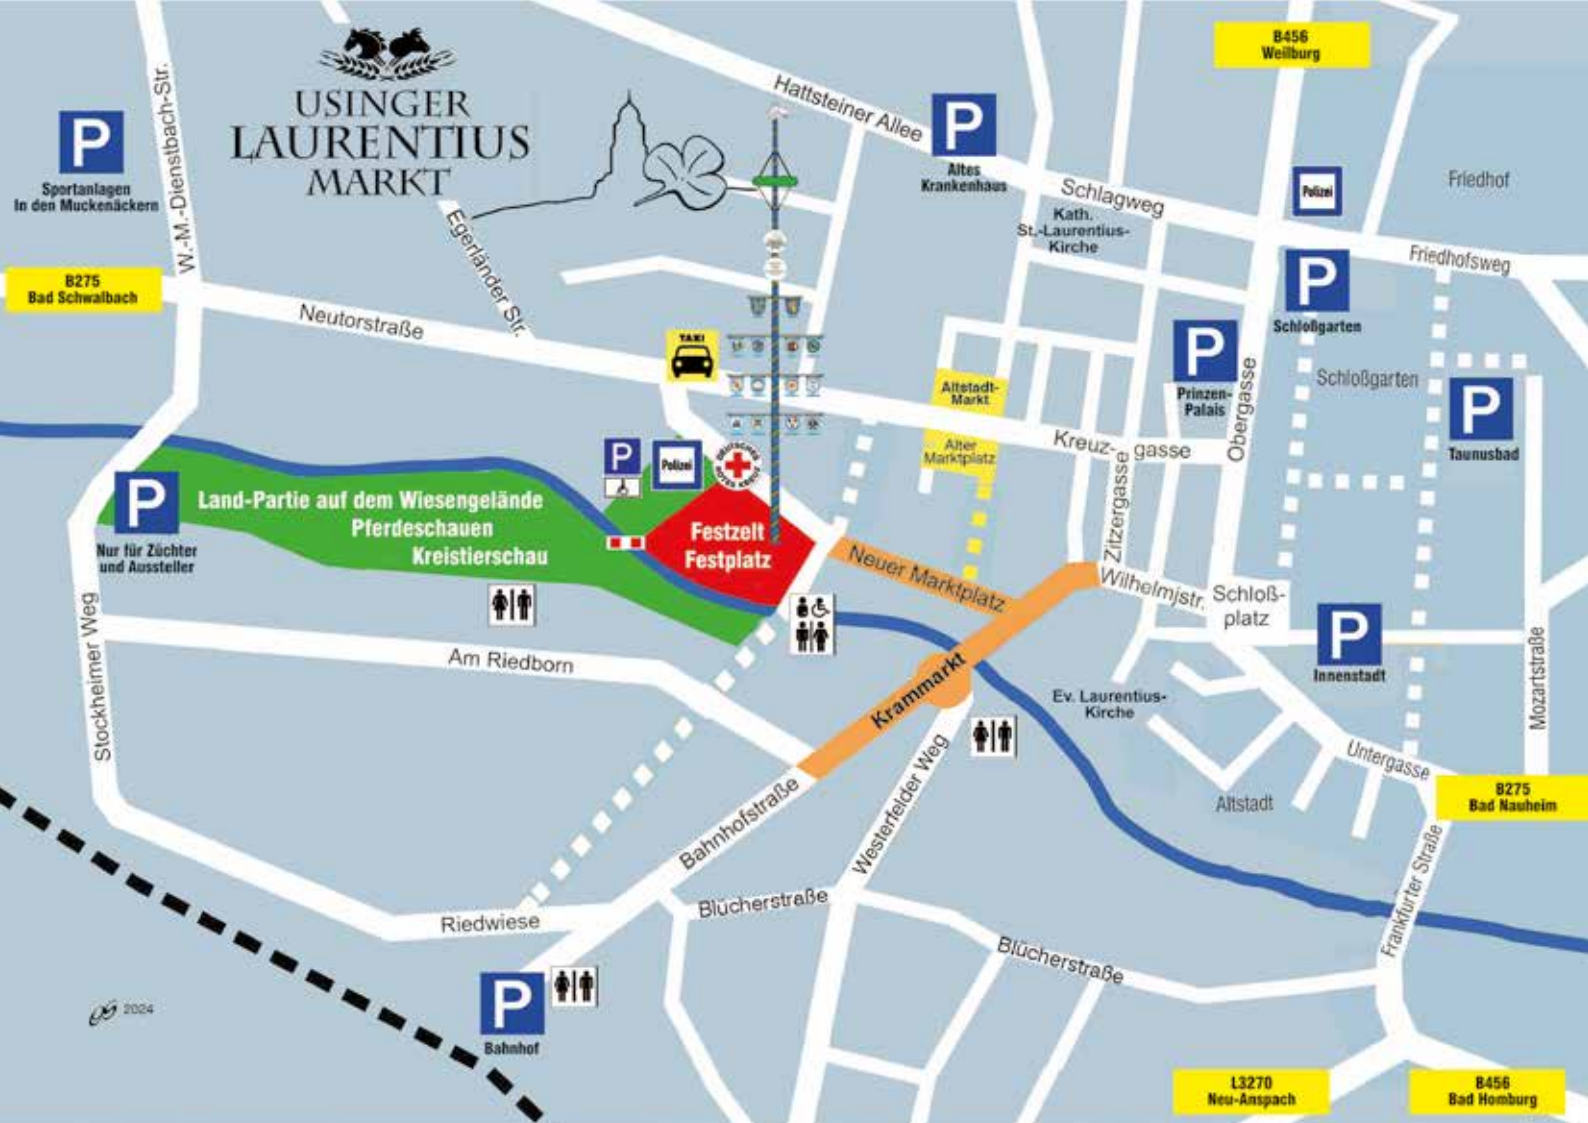 USINGER
LAURENTIUS
MARKT
B456
Weilburg
P
Sportanlagen
In den Muckenäckern
W.-M.-Dienstbach-Str.
Hattsteiner Allee
P
Altes
Krankenhaus
Schlagweg
Kath.
St.-Laurentius-
Kirche
Polizei
Friedhof
Friedhofsweg
B275
Bad Schwalbach
Egerländer Str.
Neutorstraße
TAXI
P
Schloßgarten
P
Prinzen-
Palais
Obergasse
Schloßgarten
P
Taunusbad
Altstadt-
Markt
Alter
Marktplatz
Kreuz-
gasse
Zitzergasse
P
Polizei
DEUTSCHES
ROTES KREUZ
P
Nur für Züchter
und Aussteller
Land-Partie auf dem Wiesengelände
Pferdeschauen
Kreistierschau
Festzelt
Festplatz
Neuer Marktplatz
Wilhelmjstr.
Schloß-
platz
P
Innenstadt
Stockheimer Weg
Am Riedborn
Krammarkt
Ev. Laurentius-
Kirche
Mozartstraße
Untergasse
Altstadt
B275
Bad Nauheim
Bahnhofstraße
Westerfelder Weg
Frankfurter Straße
Blücherstraße
Riedwiese
Blücherstraße
P
Bahnhof
2024
L3270
Neu-Anspach
B456
Bad Homburg